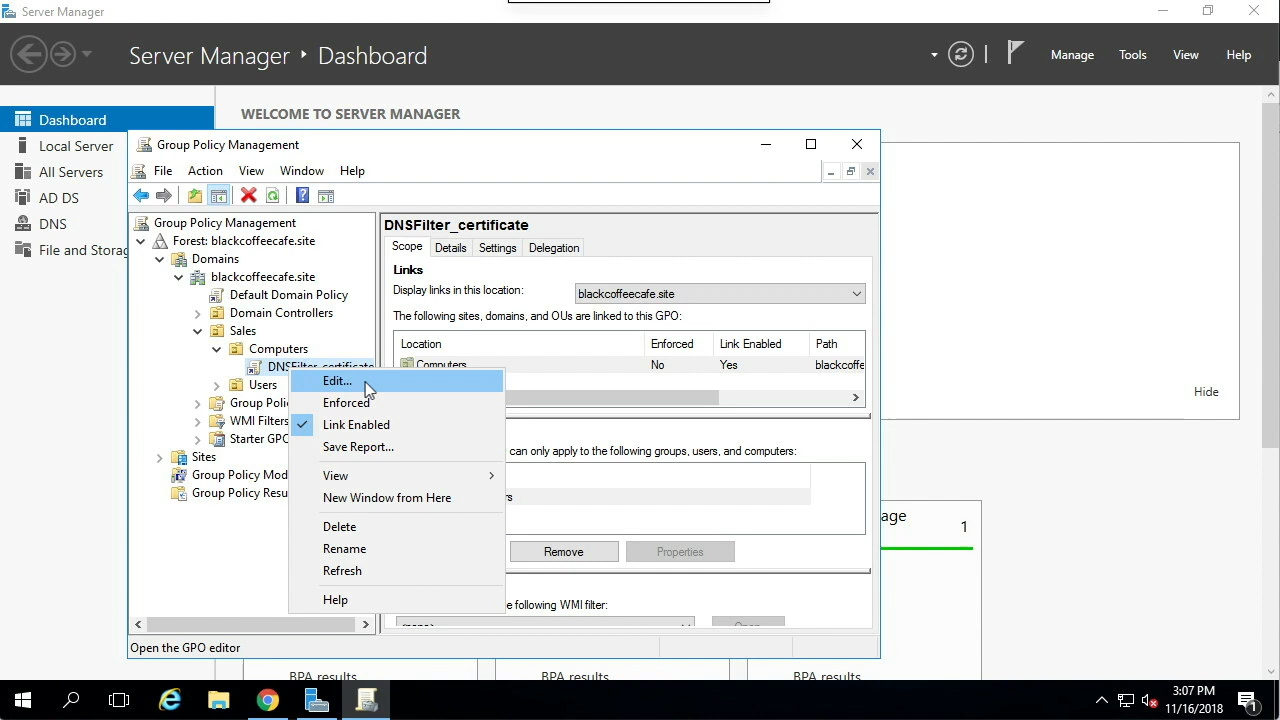 Server Manager
Server Manager ‣ Dashboard
Manage Tools View Help
Dashboard
Local Server
All Servers
AD DS
DNS
File and Storag
WELCOME TO SERVER MANAGER
Group Policy Management
File Action View Window Help
Group Policy Management
Forest: blackcoffeecafe.site
Domains
blackcoffeecafe.site
Default Domain Policy
Domain Controllers
Sales
Computers
DNSFilter_certificate
Users
Group Poli
WMI Filters
Starter GPO
Sites
Group Policy Mod
Group Policy Resu
DNSFilter_certificate
Scope Details Settings Delegation
Links
Display links in this location: blackcoffeecafe.site
The following sites, domains, and OUs are linked to this GPO:
Location Enforced Link Enabled Path
Computers No Yes blackcoffe
can only apply to the following groups, users, and computers:
Remove Properties
e following WMI filter:
Edit...
Enforced
Link Enabled
Save Report...
View
New Window from Here
Delete
Rename
Refresh
Help
Open the GPO editor
Hide
age 1
BPA results
BPA results
BPA results
3:07 PM
11/16/2018
1